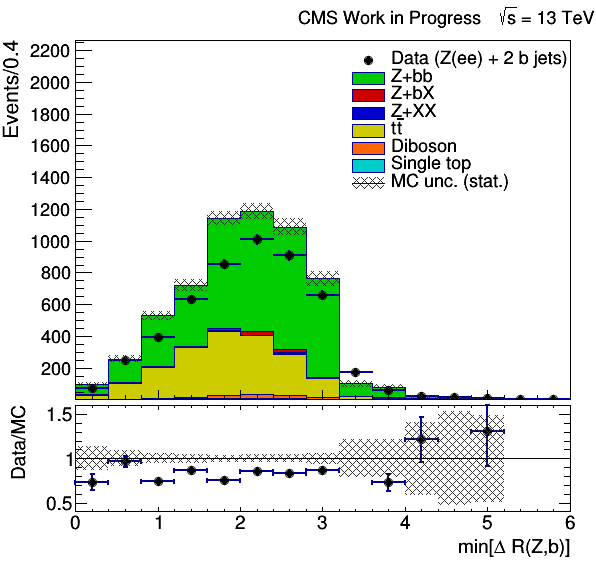 CMS Work in Progress √s = 13 TeV
Events/0.4
2200
2000
1800
1600
1400
1200
1000
800
600
400
200
Data (Z(ee) + 2 b jets)
Z+bb
Z+bX
Z+XX
tt̄
Diboson
Single top
MC unc. (stat.)
Data/MC
1.5
1
0.5
0 1 2 3 4 5 6
min[Δ R(Z,b)]